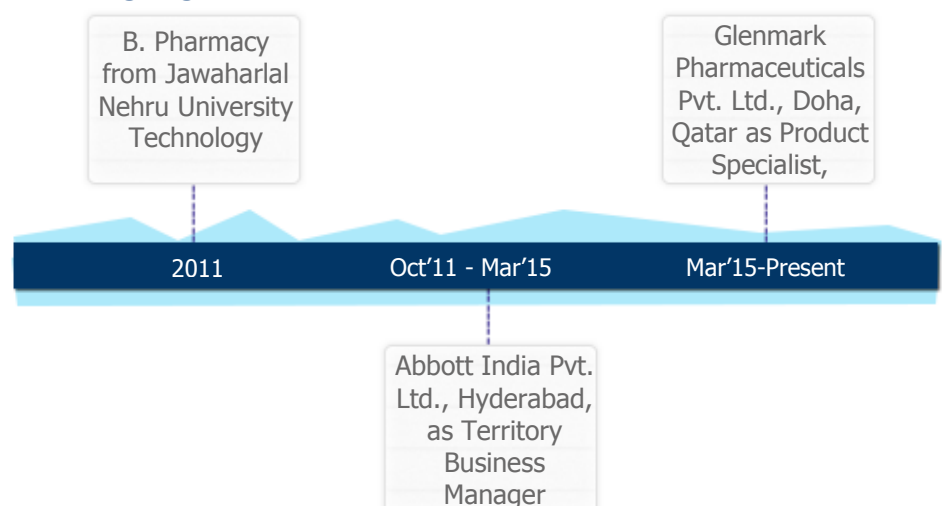 B. Pharmacy
from Jawaharlal
Nehru University
Technology
Glenmark
Pharmaceuticals
Pvt. Ltd., Doha,
Qatar as Product
Specialist,
2011
Oct’11 - Mar’15
Mar’15-Present
Abbott India Pvt.
Ltd., Hyderabad,
as Territory
Business
Manager